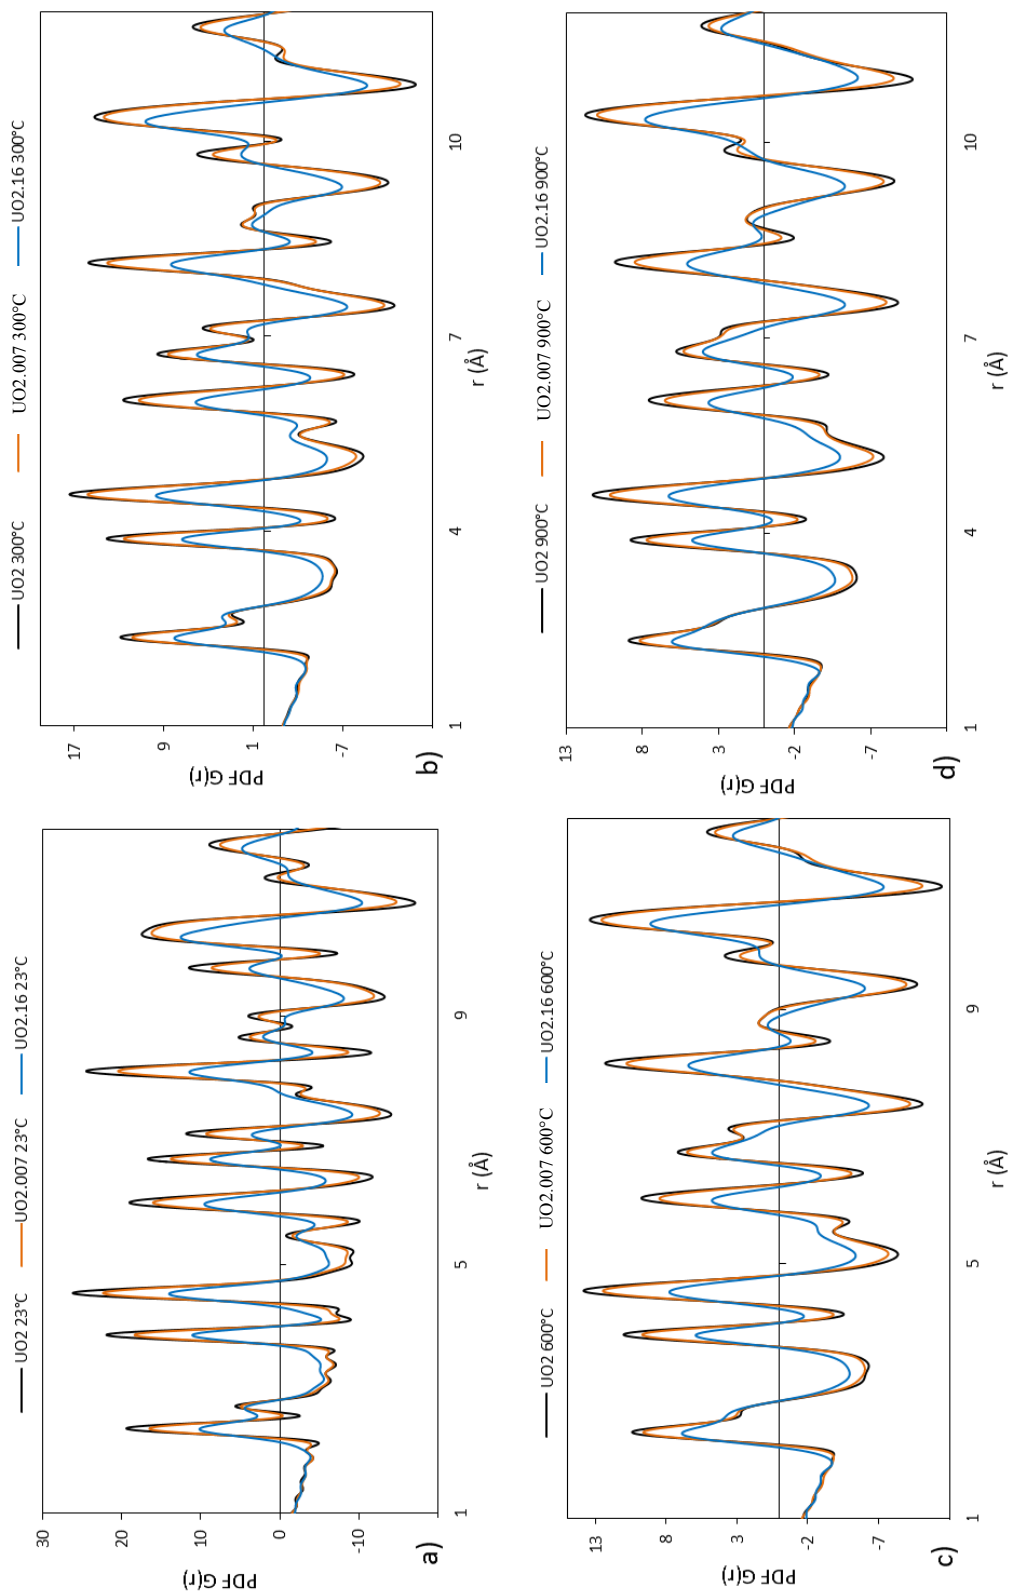 UO2 23°C UO2.007 23°C UO2.16 23°C
30
20
10
0
-10
PDF G(r)
1 5 9
r (Å)
a)
UO2 300°C UO2.007 300°C UO2.16 300°C
17
9
1
-7
PDF G(r)
1 4 7 10
r (Å)
b)
UO2 600°C UO2.007 600°C UO2.16 600°C
13
8
3
-2
-7
PDF G(r)
1 5 9
r (Å)
c)
UO2 900°C UO2.007 900°C UO2.16 900°C
13
8
3
-2
-7
PDF G(r)
1 4 7 10
r (Å)
d)